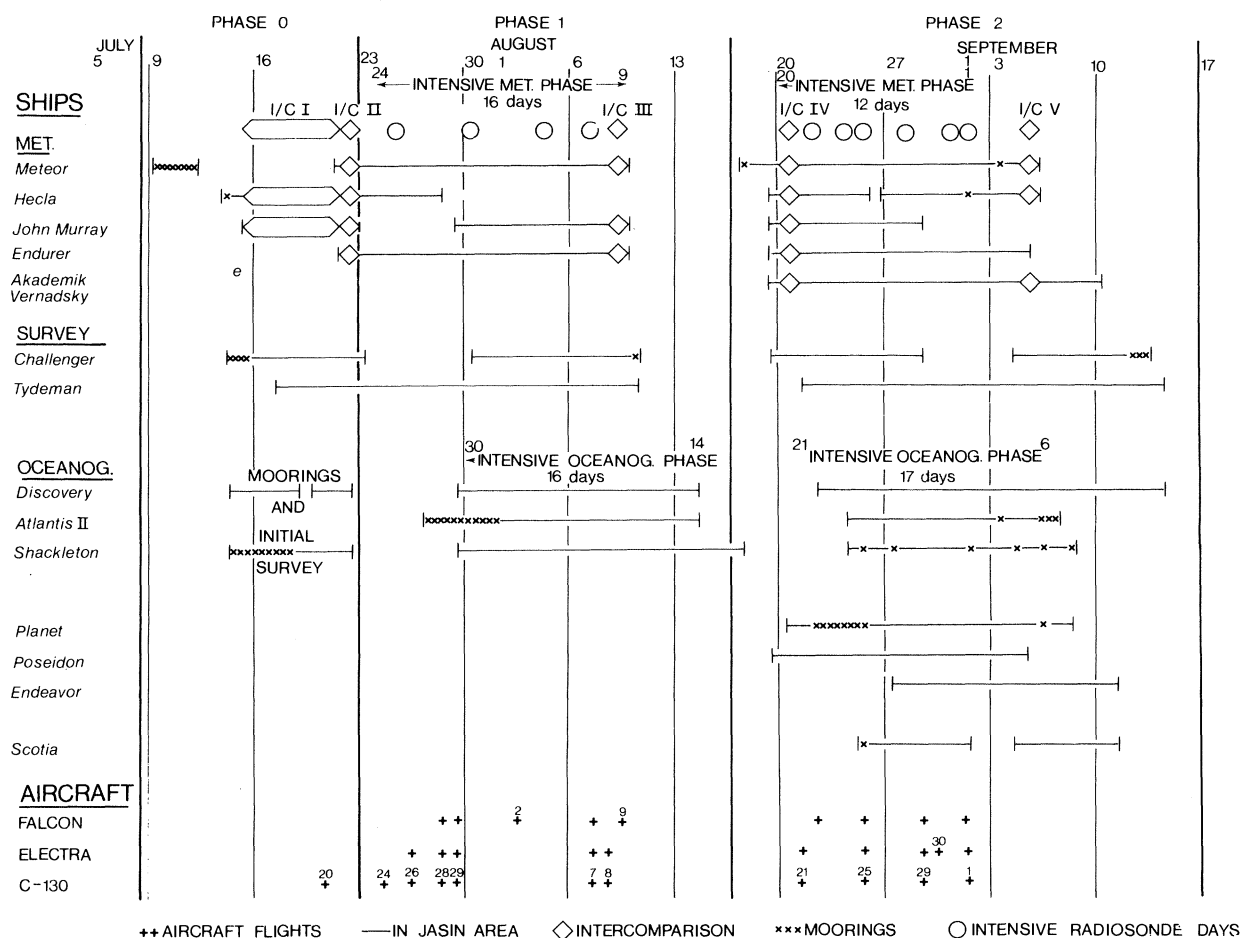 PHASE 0 PHASE 1 PHASE 2
JULY AUGUST SEPTEMBER
5 9 16 23 30 1 6 13 20 27 1 3 10 17
24 INTENSIVE MET. PHASE 9 20 INTENSIVE MET. PHASE 1
16 days 12 days
SHIPS
I/C I I/C II I/C III I/C IV I/C V
MET.
Meteor
Hecla
John Murray
Endurer
e
Akademik
Vernadsky
SURVEY
Challenger
Tydeman
30 14 21 6
OCEANOG. INTENSIVE OCEANOG. PHASE INTENSIVE OCEANOG. PHASE
MOORINGS 16 days 17 days
Discovery
AND
Atlantis II
INITIAL
Shackleton
SURVEY
Planet
Poseidon
Endeavor
Scotia
AIRCRAFT
2 9
FALCON
30
ELECTRA
20 24 26 28 29 7 8 21 25 29 1
C-130
++ AIRCRAFT FLIGHTS — IN JASIN AREA ◇ INTERCOMPARISON ××× MOORINGS ○ INTENSIVE RADIOSONDE DAYS